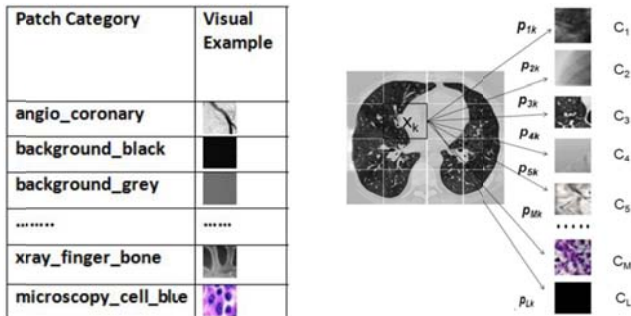 Patch Category Visual
Example
angio_coronary
background_black
background_grey
........ ......
xray_finger_bone
microscopy_cell_blue
p1k C1
p2k C2
p3k C3
Xk
p4k C4
p5k C5
pMk
.....
CM
pLk CL